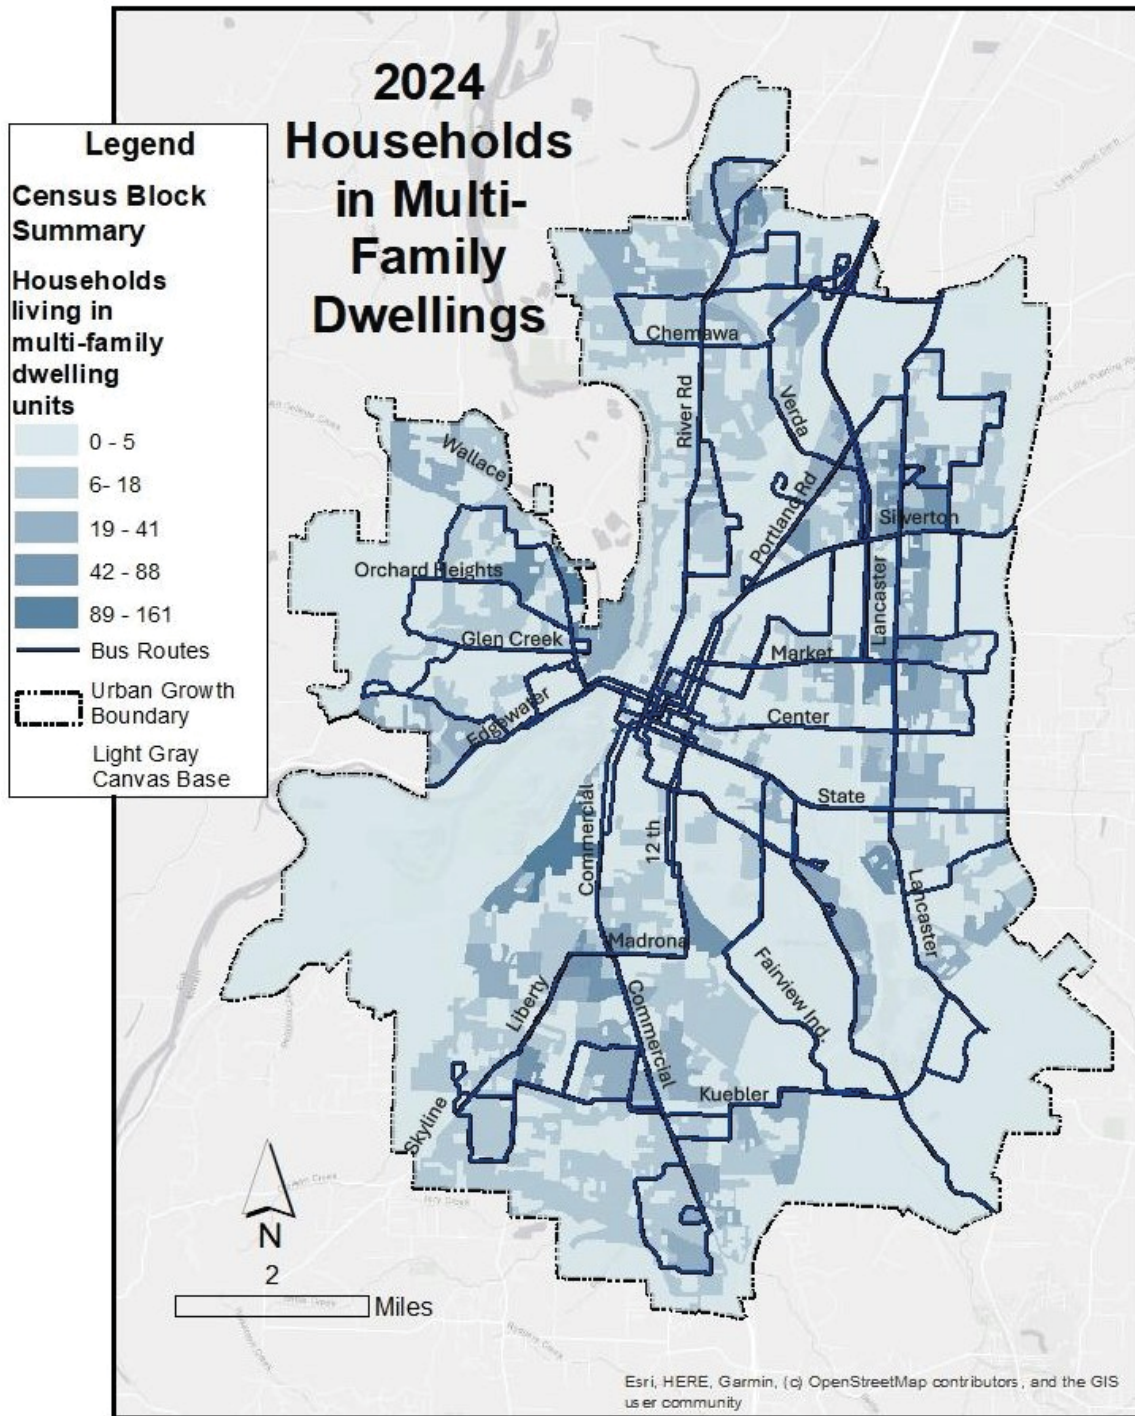 2024
Households
in Multi-
Family
Dwellings
Legend
Census Block
Summary
Households
living in
multi-family
dwelling
units
0 - 5
6- 18
19 - 41
42 - 88
89 - 161
Bus Routes
Urban Growth
Boundary
Light Gray
Canvas Base
Chemawa
River Rd
Verda
Wallace
Portland Rd
Silverton
Orchard Heights
Lancaster
Glen Creek
Market
Edgewater
Center
State
Commercial
12 th
Lancaster
Madrona
Liberty
Commercial
Fairview Ind.
Kuebler
Skyline
N
2
Miles
Esri, HERE, Garmin, (c) OpenStreetMap contributors, and the GIS
user community